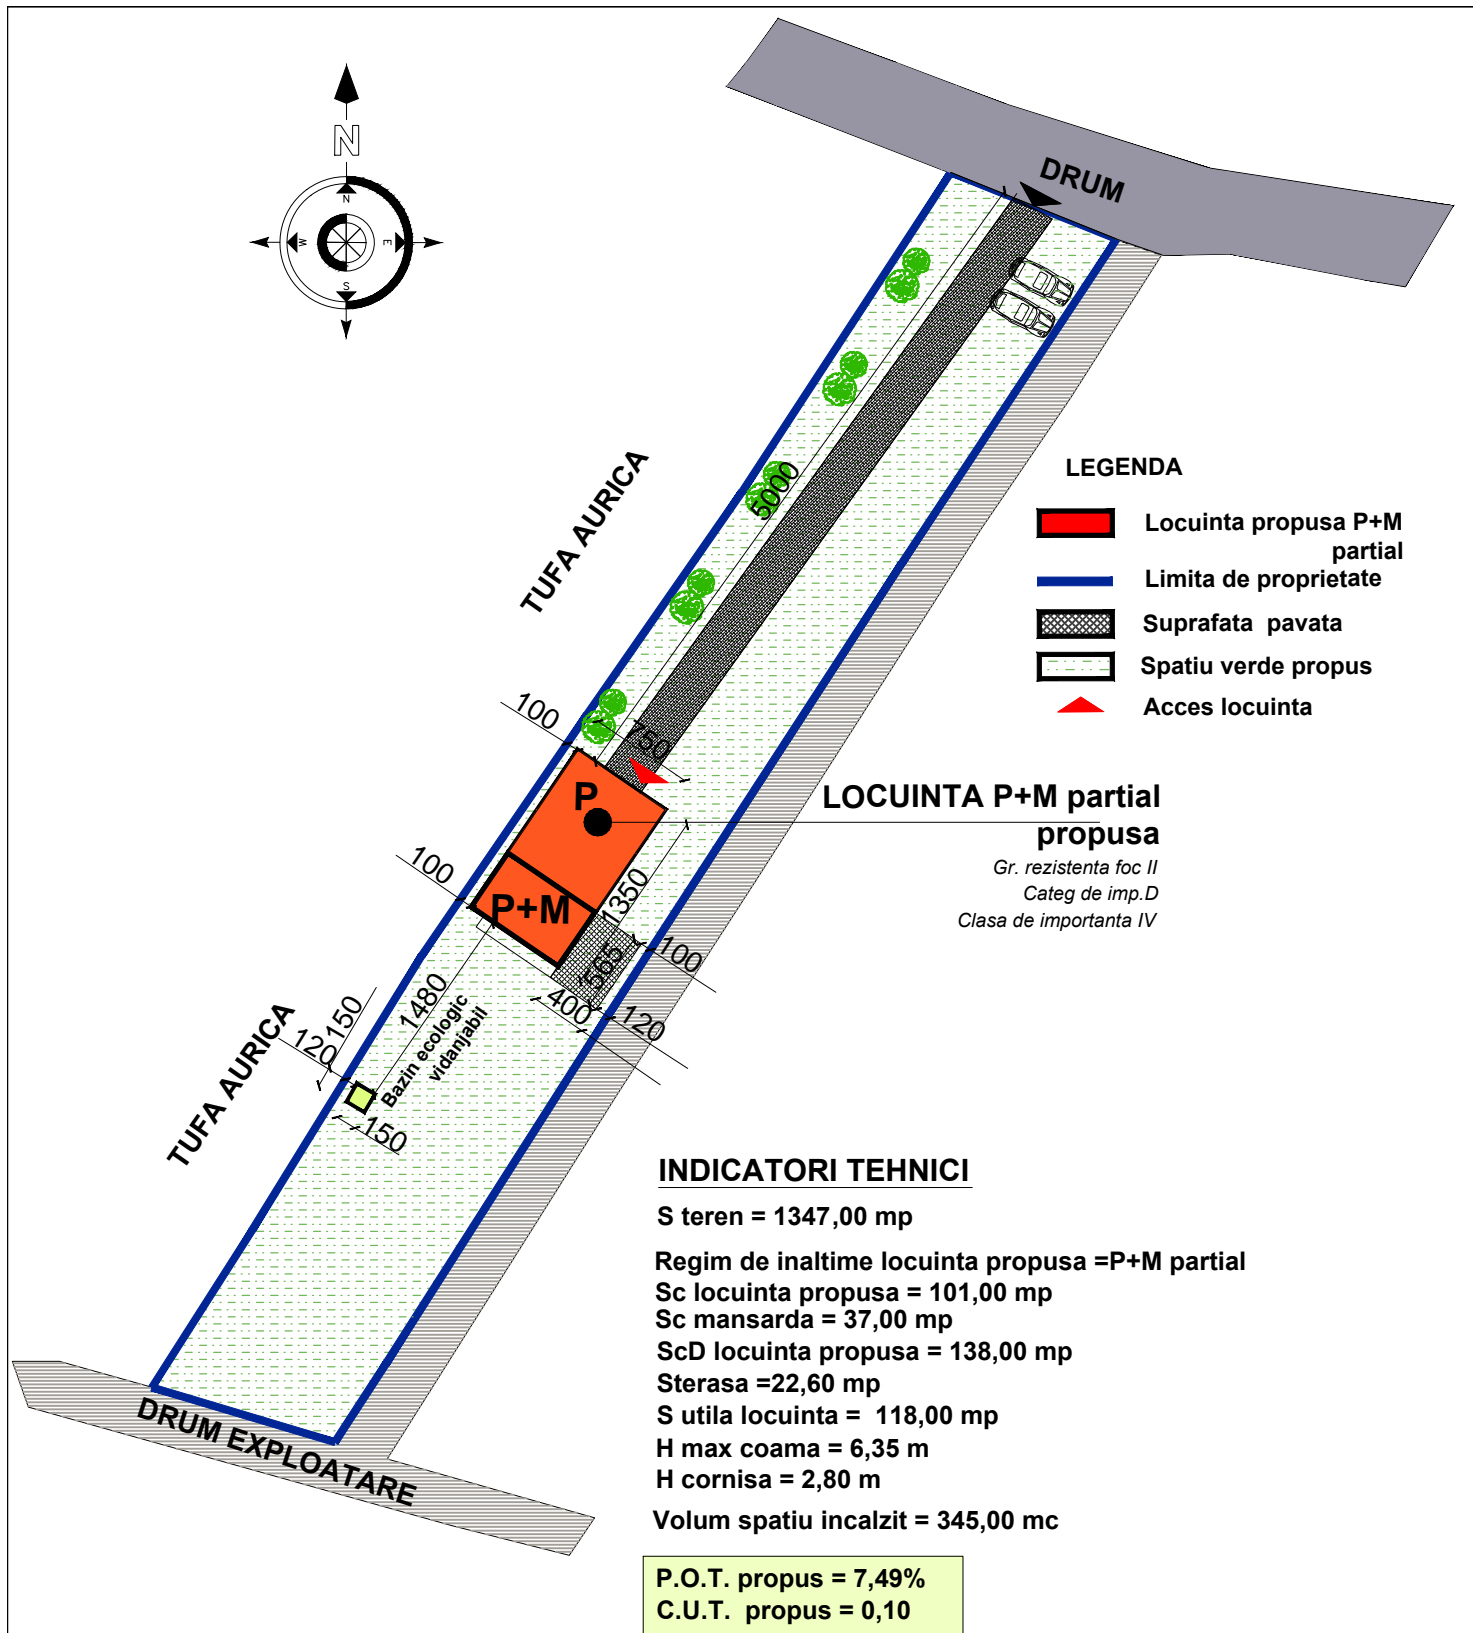 N
N
M
E
S
DRUM
TUFA AURICA
5000
LEGENDA
Locuinta propusa P+M
partial
Limita de proprietate
Suprafata pavata
Spatiu verde propus
Acces locuinta
100
750
P
LOCUINTA P+M partial
propusa
Gr. rezistenta foc II
Categ de imp.D
Clasa de importanta IV
100
P+M
1350
565
100
400
120
1480
Bazin ecologic
vidanjabil
150
120
150
TUFA AURICA
DRUM EXPLOATARE
INDICATORI TEHNICI
S teren = 1347,00 mp
Regim de inaltime locuinta propusa =P+M partial
Sc locuinta propusa = 101,00 mp
Sc mansarda = 37,00 mp
ScD locuinta propusa = 138,00 mp
Sterasa =22,60 mp
S utila locuinta = 118,00 mp
H max coama = 6,35 m
H cornisa = 2,80 m
Volum spatiu incalzit = 345,00 mc
P.O.T. propus = 7,49%
C.U.T. propus = 0,10